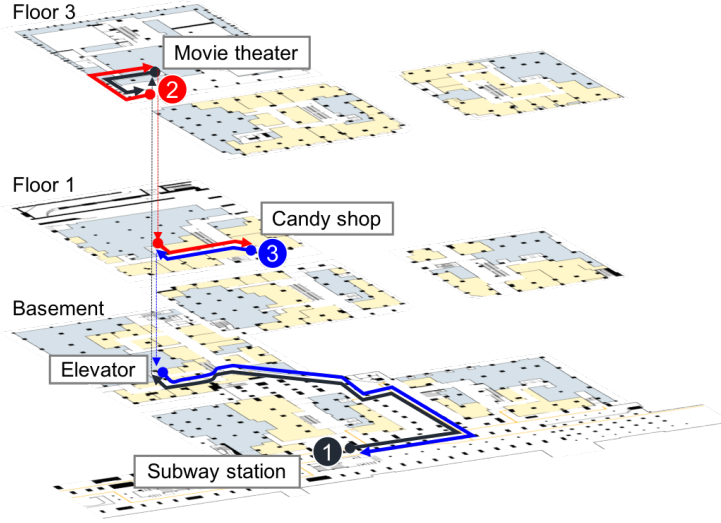 Floor 3
Movie theater
2
Floor 1
Candy shop
3
Basement
Elevator
1
Subway station